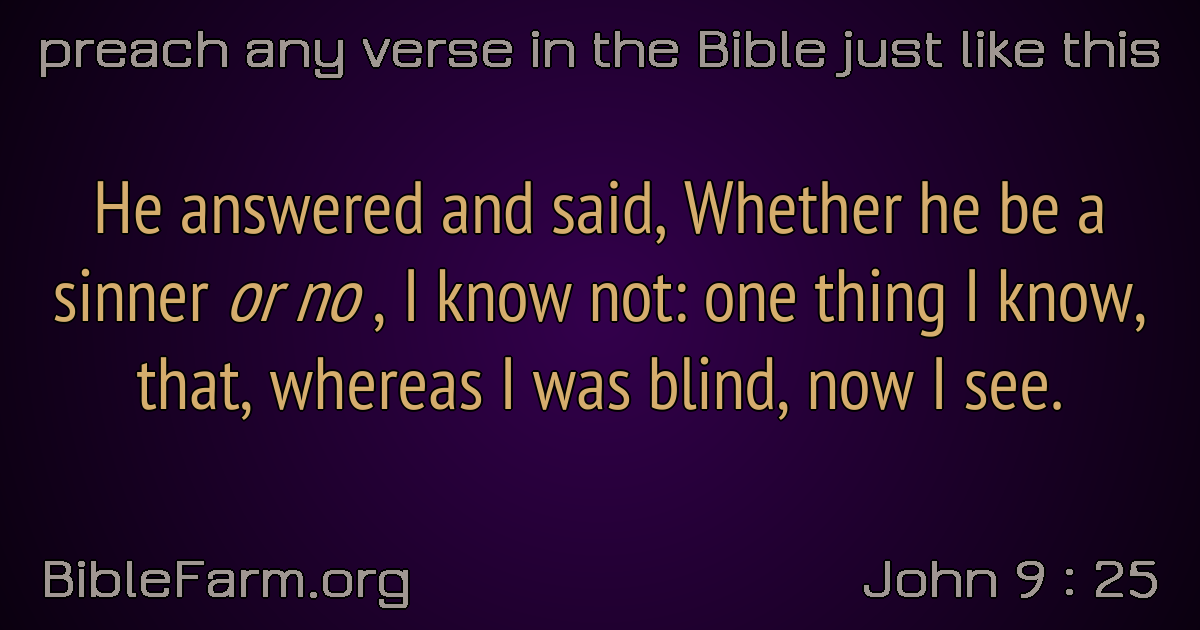 preach any verse in the Bible just like this
He answered and said, Whether he be a
sinner or no , I know not: one thing I know,
that, whereas I was blind, now I see.
BibleFarm.org
John 9 : 25